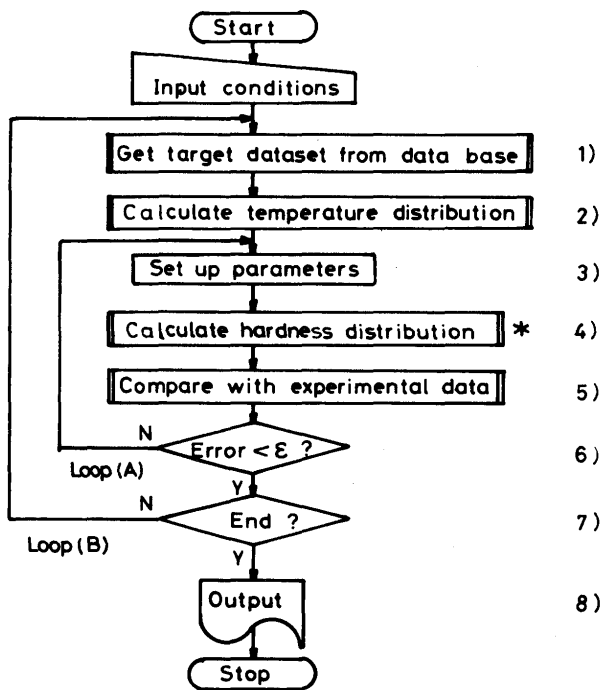 Start
Input conditions
Get target dataset from data base 1)
Calculate temperature distribution 2)
Set up parameters 3)
Calculate hardness distribution * 4)
Compare with experimental data 5)
N
Error < ε ? 6)
Loop (A)
Y
N
End ? 7)
Loop (B)
Y
Output 8)
Stop